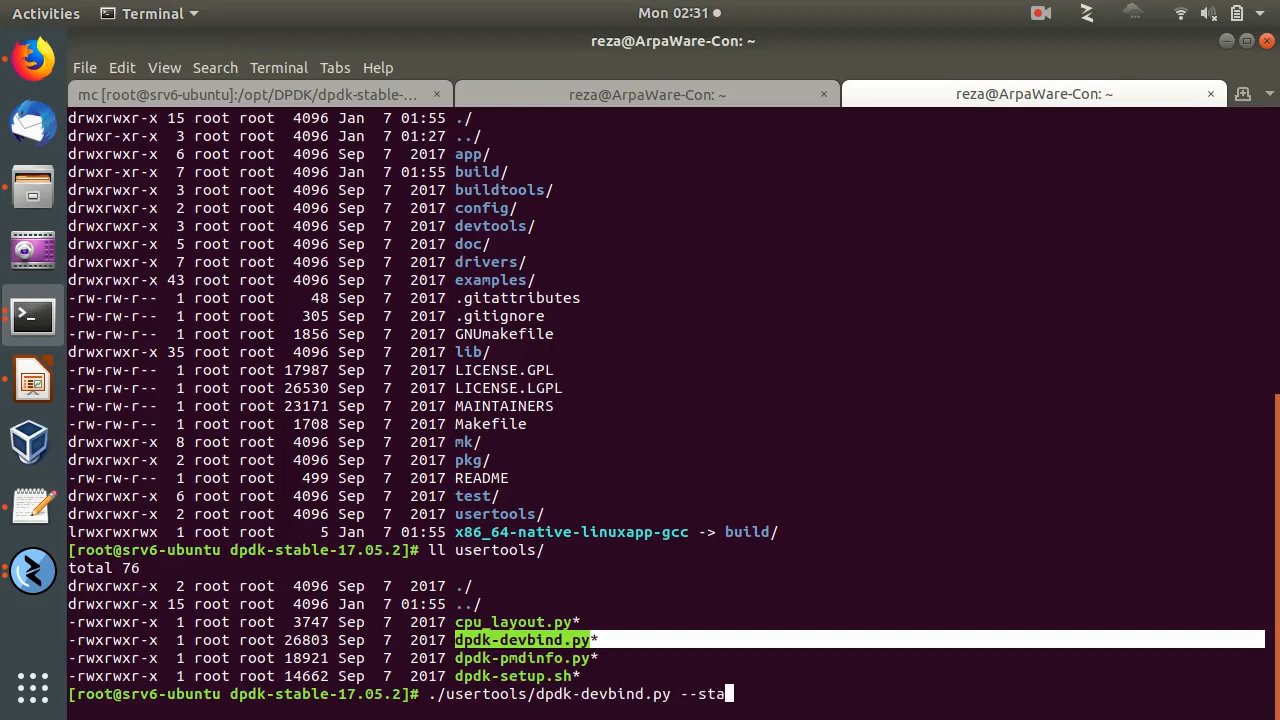 Activities Terminal Mon 02:31
reza@ArpaWare-Con: ~
File Edit View Search Terminal Tabs Help
mc [root@srv6-ubuntu]:/opt/DPDK/dpdk-stable-... × reza@ArpaWare-Con: ~ × reza@ArpaWare-Con: ~ ×
drwxrwxr-x 15 root root  4096 Jan  7 01:55 ./
drwxr-xr-x  3 root root  4096 Jan  7 01:27 ../
drwxrwxr-x  6 root root  4096 Sep  7  2017 app/
drwxrwxr-x  7 root root  4096 Jan  7 01:55 build/
drwxrwxr-x  3 root root  4096 Sep  7  2017 buildtools/
drwxrwxr-x  2 root root  4096 Sep  7  2017 config/
drwxrwxr-x  3 root root  4096 Sep  7  2017 devtools/
drwxrwxr-x  5 root root  4096 Sep  7  2017 doc/
drwxrwxr-x  7 root root  4096 Sep  7  2017 drivers/
drwxrwxr-x 43 root root  4096 Sep  7  2017 examples/
-rw-rw-r--  1 root root    48 Sep  7  2017 .gitattributes
-rw-rw-r--  1 root root   305 Sep  7  2017 .gitignore
-rw-rw-r--  1 root root  1856 Sep  7  2017 GNUmakefile
drwxrwxr-x 35 root root  4096 Sep  7  2017 lib/
-rw-rw-r--  1 root root 17987 Sep  7  2017 LICENSE.GPL
-rw-rw-r--  1 root root 26530 Sep  7  2017 LICENSE.LGPL
-rw-rw-r--  1 root root 23171 Sep  7  2017 MAINTAINERS
-rw-rw-r--  1 root root  1708 Sep  7  2017 Makefile
drwxrwxr-x  8 root root  4096 Sep  7  2017 mk/
drwxrwxr-x  2 root root  4096 Sep  7  2017 pkg/
-rw-rw-r--  1 root root   499 Sep  7  2017 README
drwxrwxr-x  6 root root  4096 Sep  7  2017 test/
drwxrwxr-x  2 root root  4096 Sep  7  2017 usertools/
lrwxrwxrwx  1 root root     5 Jan  7 01:55 x86_64-native-linuxapp-gcc -> build/
[root@srv6-ubuntu dpdk-stable-17.05.2]# ll usertools/
total 76
drwxrwxr-x  2 root root  4096 Sep  7  2017 ./
drwxrwxr-x 15 root root  4096 Jan  7 01:55 ../
-rwxrwxr-x  1 root root  3747 Sep  7  2017 cpu_layout.py*
-rwxrwxr-x  1 root root 26803 Sep  7  2017 dpdk-devbind.py*
-rwxrwxr-x  1 root root 18921 Sep  7  2017 dpdk-pmdinfo.py*
-rwxrwxr-x  1 root root 14662 Sep  7  2017 dpdk-setup.sh*
[root@srv6-ubuntu dpdk-stable-17.05.2]# ./usertools/dpdk-devbind.py --sta